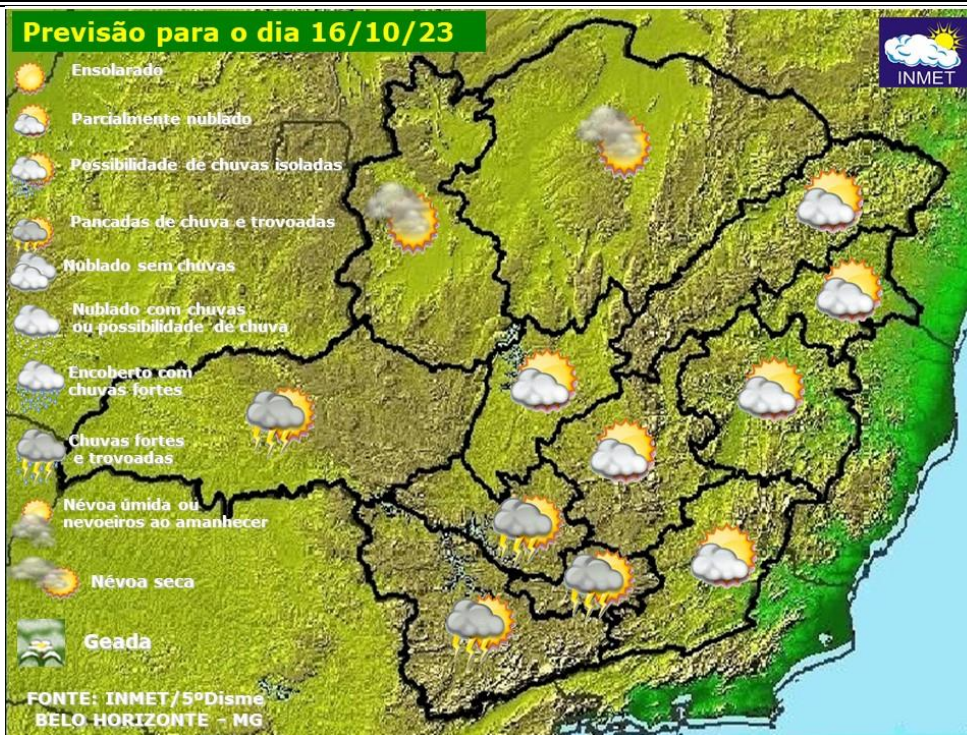 Previsão para o dia 16/10/23
INMET
Ensolarado
Parcialmente nublado
Possibilidade de chuvas isoladas
Pancadas de chuva e trovoadas
Nublado sem chuvas
Nublado com chuvas
ou possibilidade de chuva
Encoberto com
chuvas fortes
Chuvas fortes
e trovoadas
Névoa úmida ou
nevoeiros ao amanhecer
Névoa seca
Geada
FONTE: INMET/5ºDisme
BELO HORIZONTE - MG